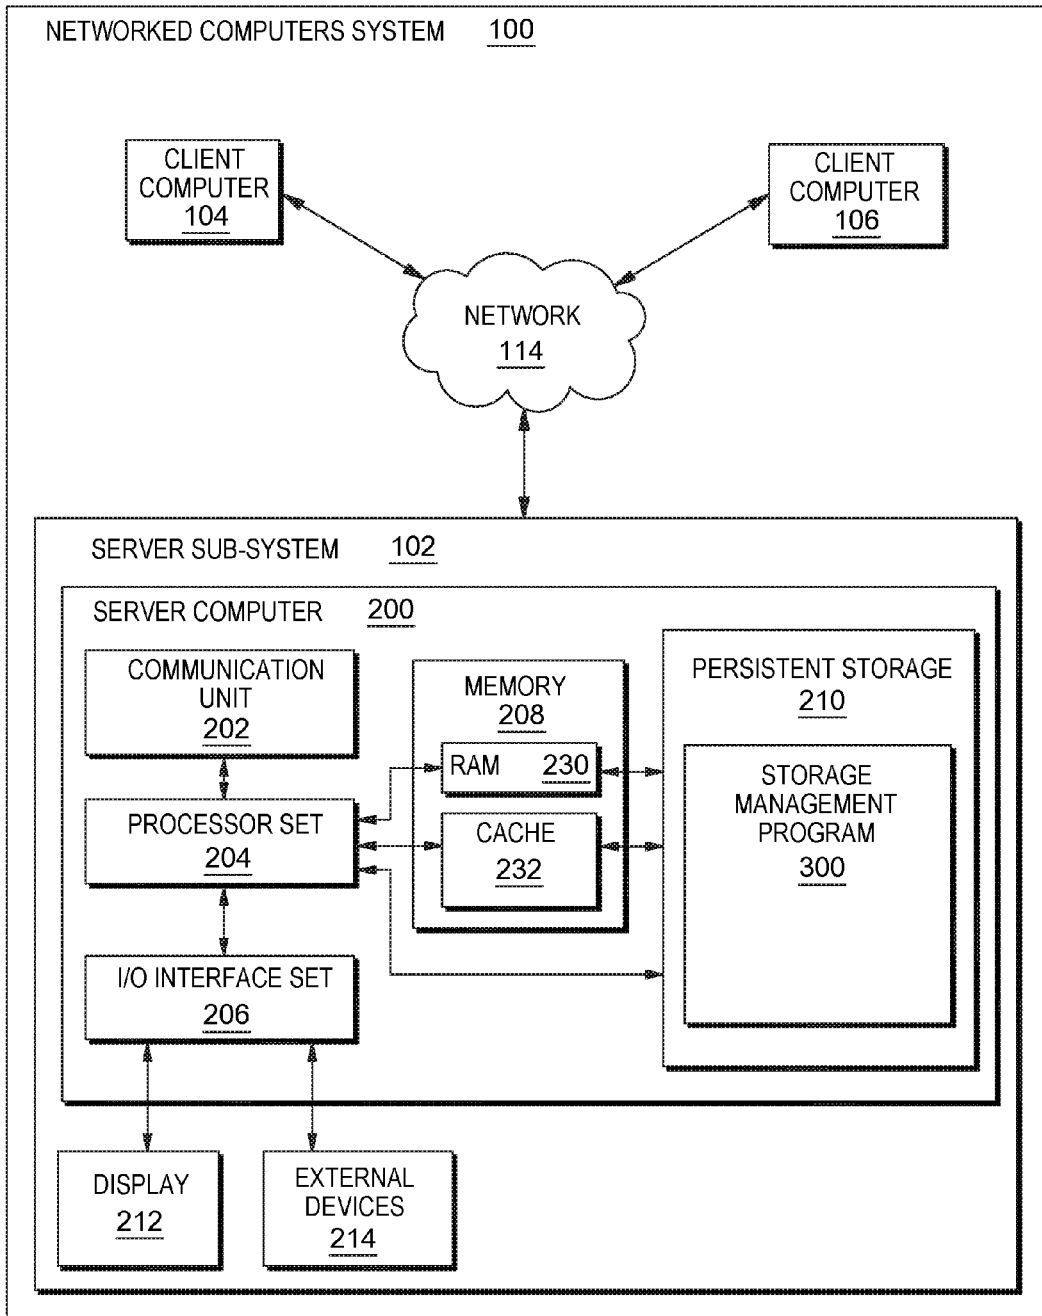 NETWORKED COMPUTERS SYSTEM 100
CLIENT
COMPUTER
104
CLIENT
COMPUTER
106
NETWORK
114
SERVER SUB-SYSTEM 102
SERVER COMPUTER 200
COMMUNICATION
UNIT
202
PROCESSOR SET
204
I/O INTERFACE SET
206
MEMORY
208
RAM 230
CACHE
232
PERSISTENT STORAGE
210
STORAGE
MANAGEMENT
PROGRAM
300
DISPLAY
212
EXTERNAL
DEVICES
214